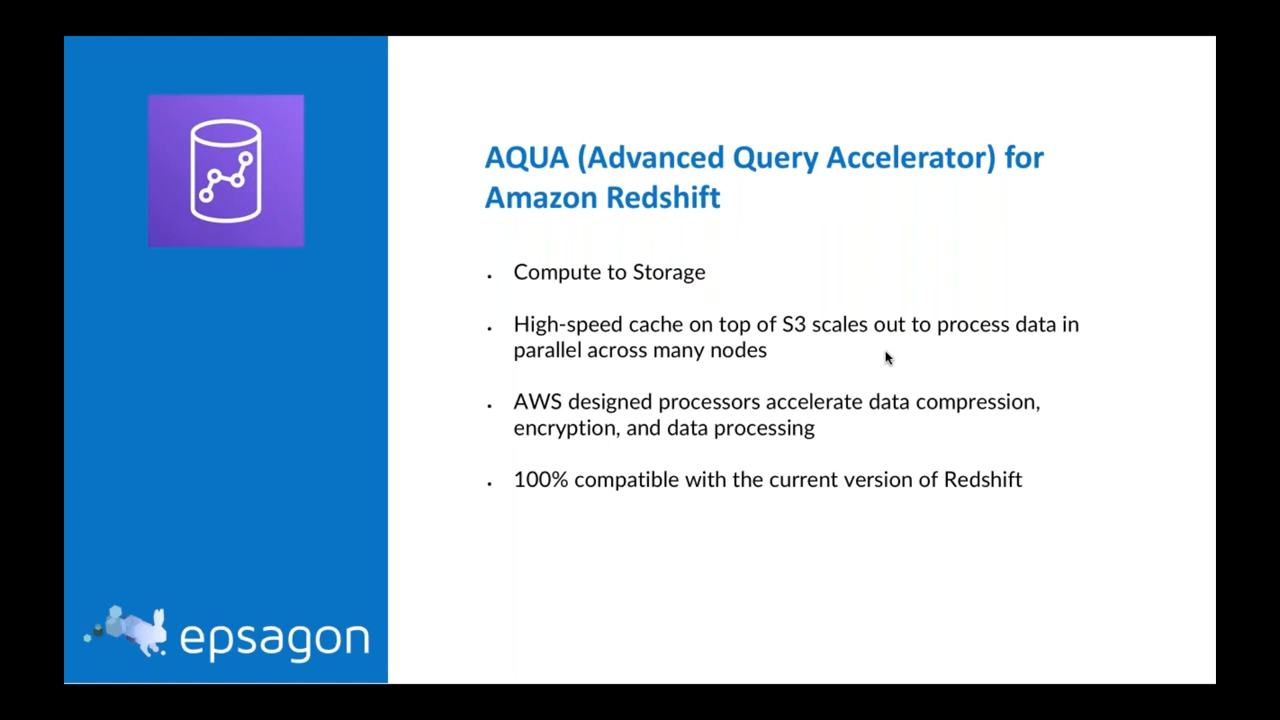 AQUA (Advanced Query Accelerator) for
Amazon Redshift
. Compute to Storage
. High-speed cache on top of S3 scales out to process data in
parallel across many nodes
. AWS designed processors accelerate data compression,
encryption, and data processing
. 100% compatible with the current version of Redshift
epsagon